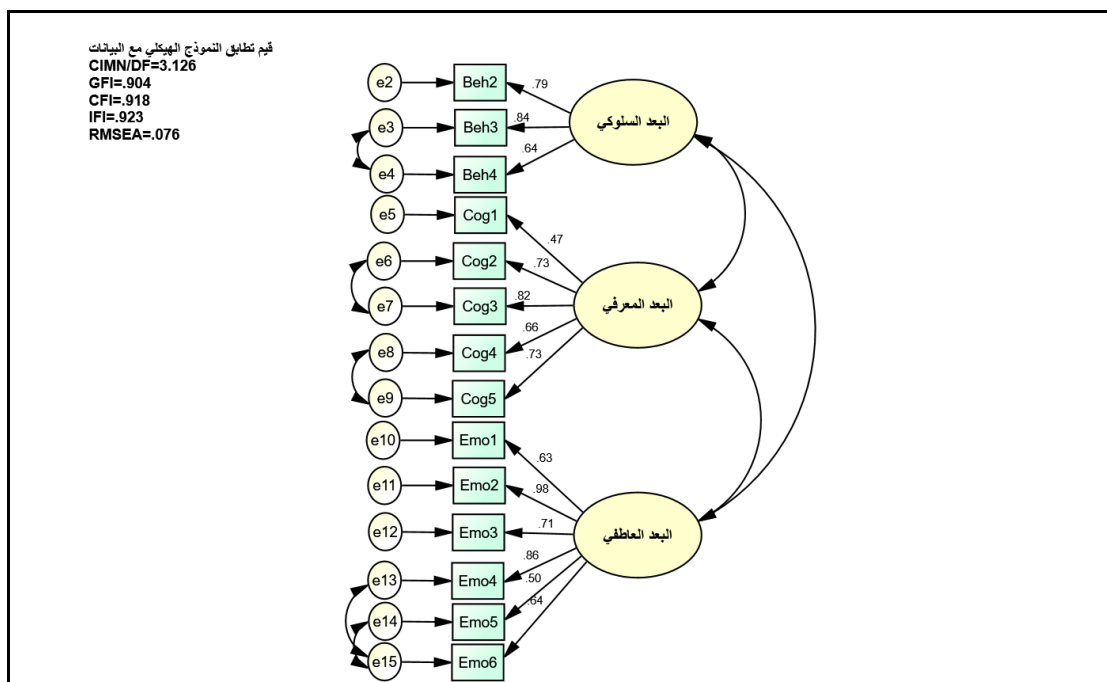 قيم تطابق النموذج الهيكلي مع البيانات
CIMN/DF=3.126
GFI=.904
CFI=.918
IFI=.923
RMSEA=.076
e2 Beh2 .79
البعد السلوكي
e3 Beh3 .84
e4 Beh4 .64
e5 Cog1 .47
e6 Cog2 .73
e7 Cog3 .82
البعد المعرفي
e8 Cog4 .66
e9 Cog5 .73
e10 Emo1 .63
e11 Emo2 .98
e12 Emo3 .71
البعد العاطفي
e13 Emo4 .86
e14 Emo5 .50
e15 Emo6 .64